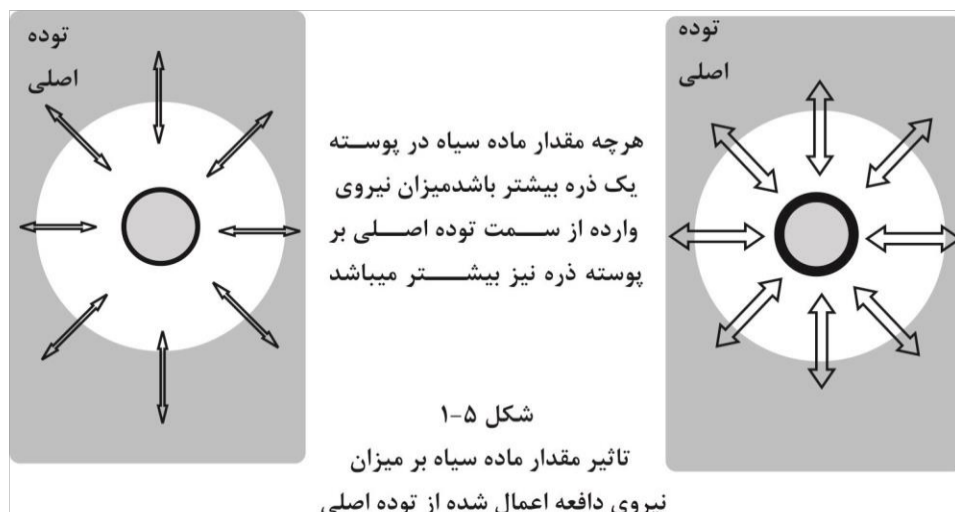 توده
اصلی
هرچه مقدار ماده سیاه در پوسته
یک ذره بیشتر باشدمیزان نیروی
وارده از سمت توده اصلی بر
پوسته ذره نیز بیشتر میباشد
شکل ۵-۱
تاثیر مقدار ماده سیاه بر میزان
نیروی دافعه اعمال شده از توده اصلی
توده
اصلی